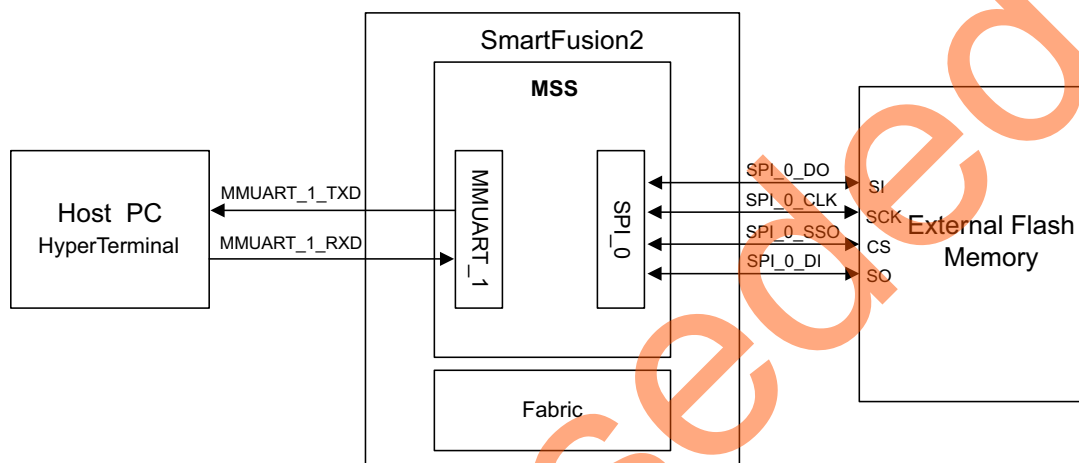 SmartFusion2
MSS
Host PC
HyperTerminal
MMUART_1_TXD
MMUART_1_RXD
MMUART_1
SPI_0
SPI_0_DO
SPI_0_CLK
SPI_0_SSO
SPI_0_DI
SI
SCK
CS
SO
External Flash
Memory
Fabric
seded